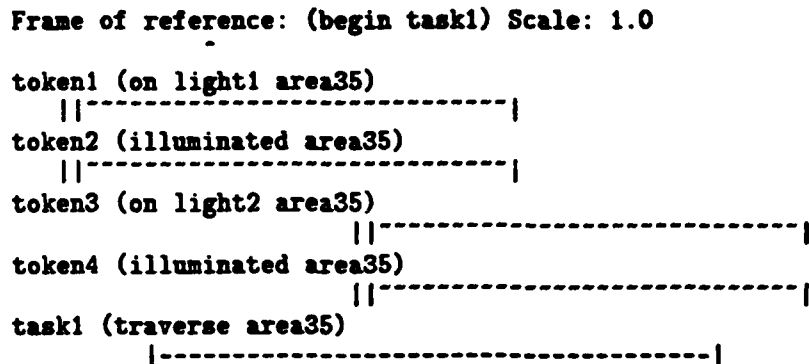 Frame of reference: (begin task1) Scale: 1.0
token1 (on light1 area35)
||------------------------------|
token2 (illuminated area35)
||------------------------------|
token3 (on light2 area35)
||------------------------------|
token4 (illuminated area35)
||------------------------------|
task1 (traverse area35)
|---------------------------------------|